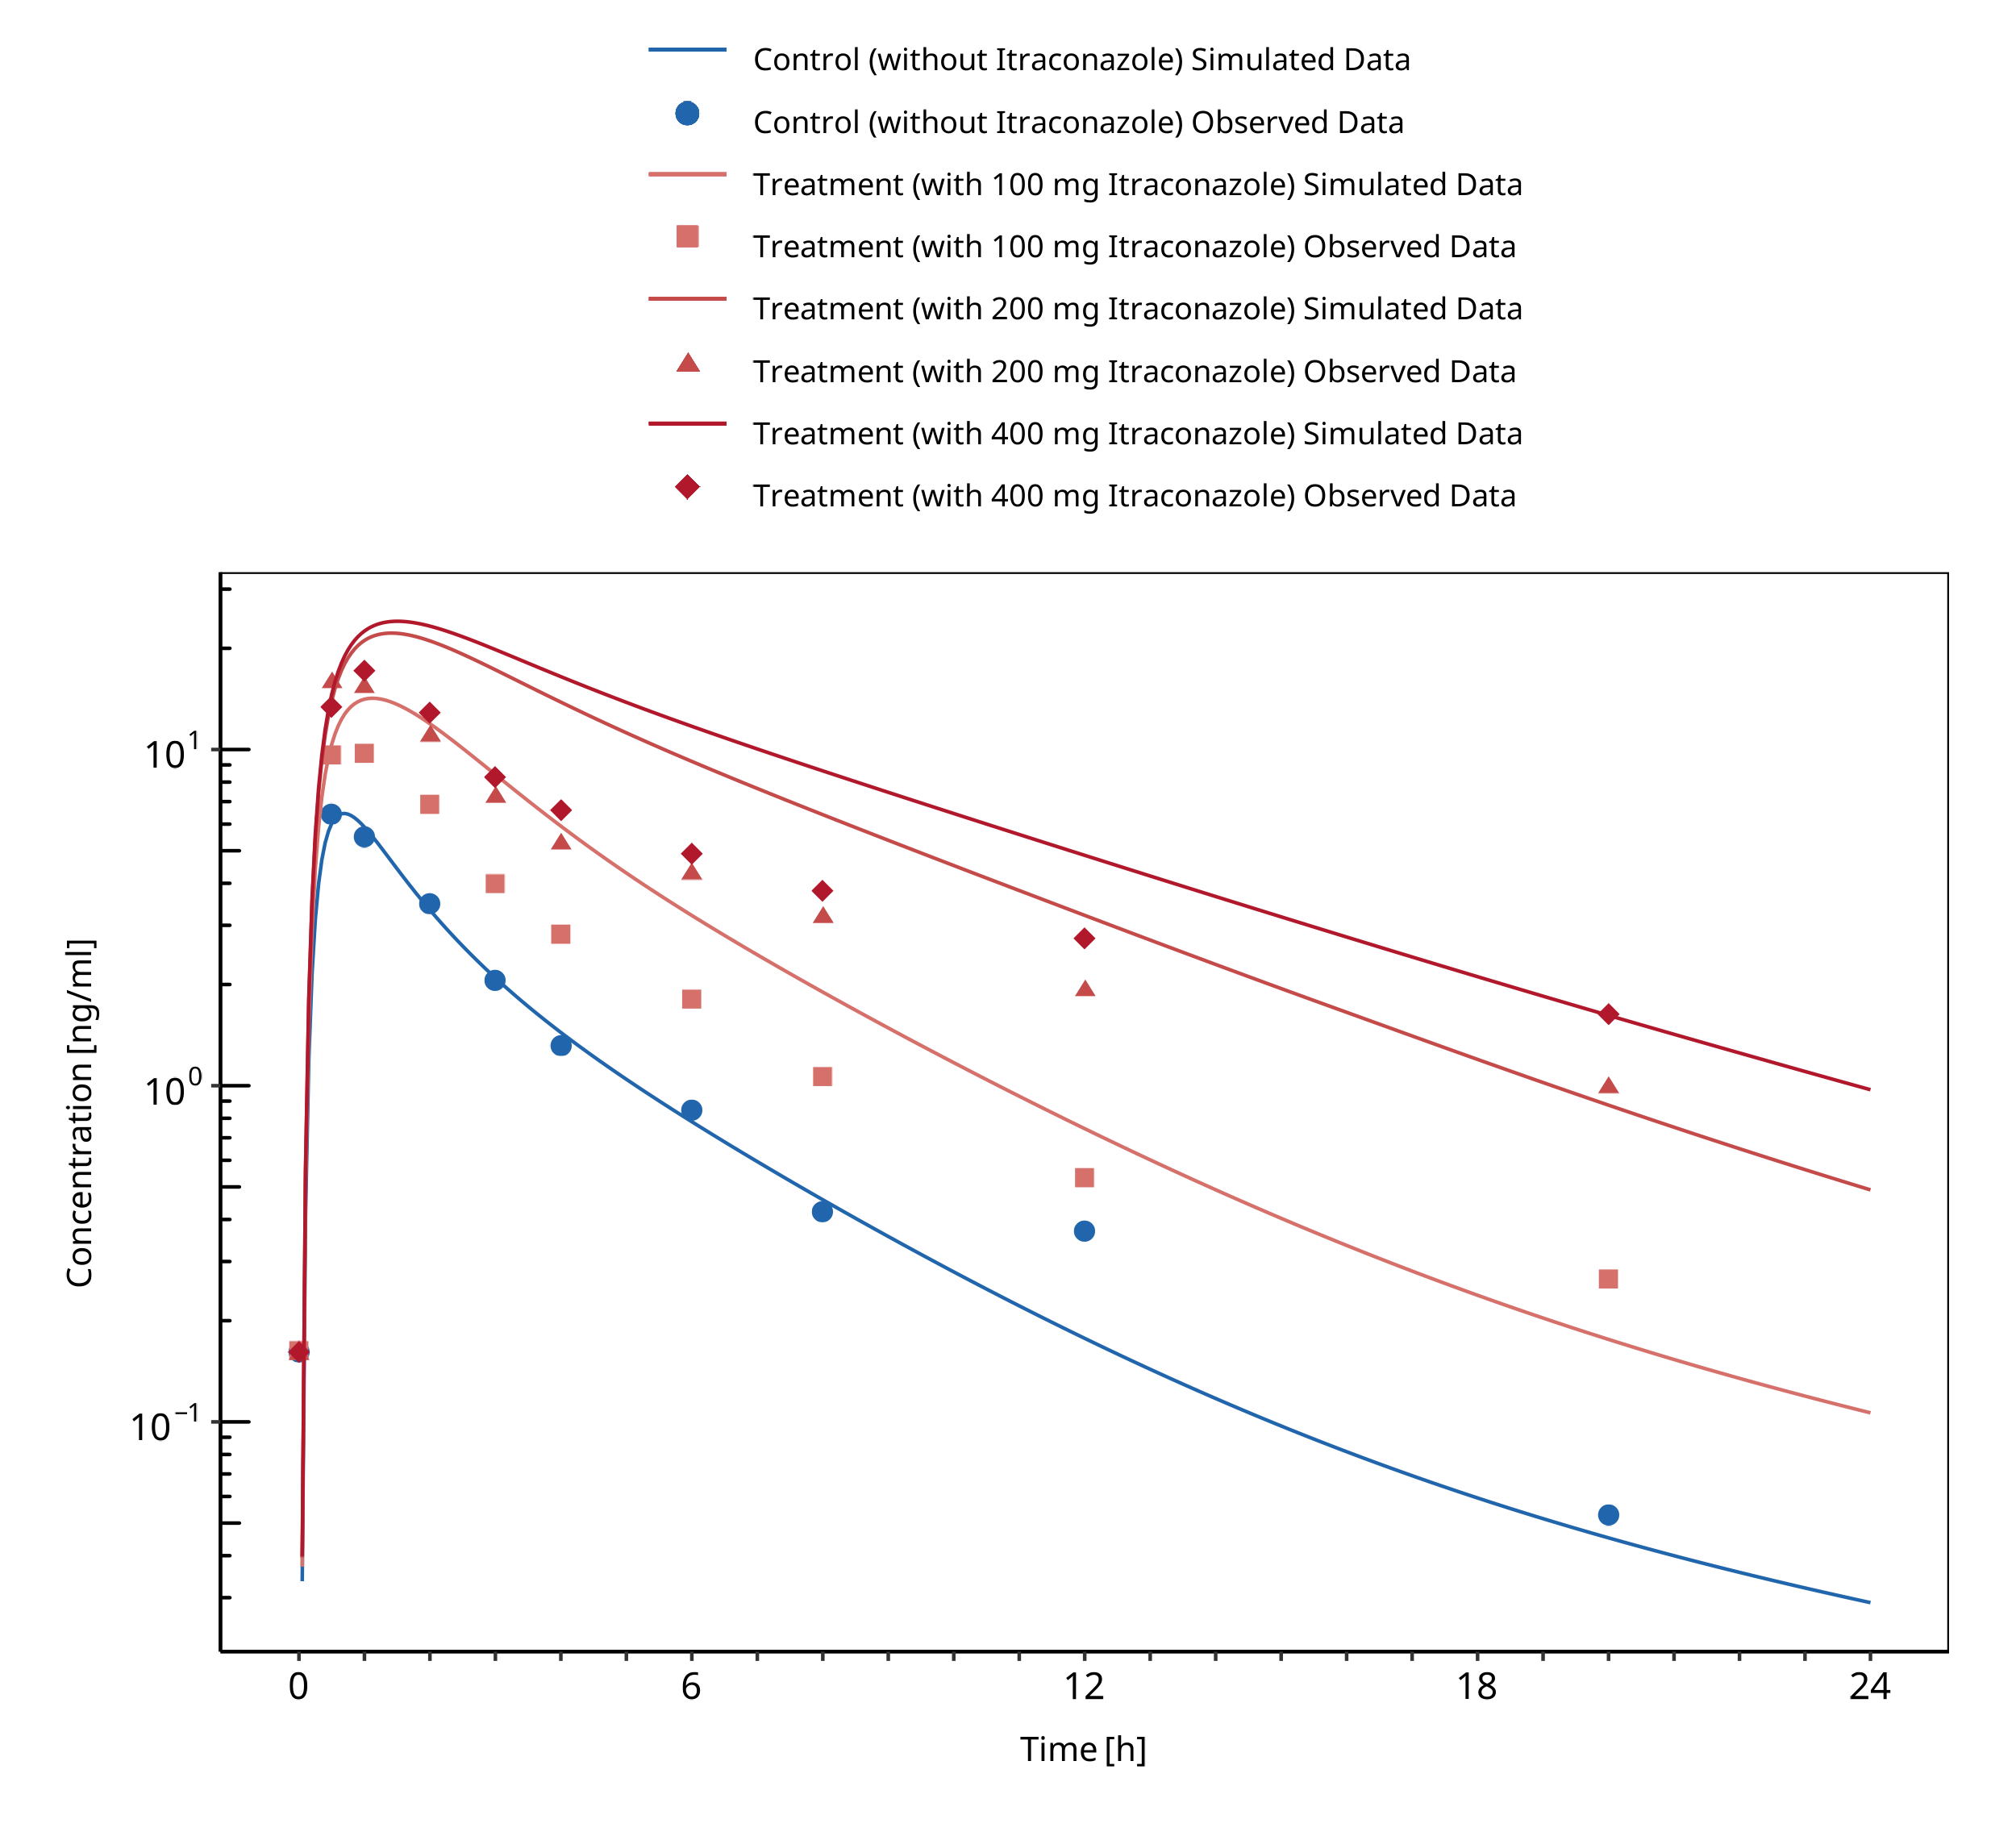 Control (without Itraconazole) Simulated Data
Control (without Itraconazole) Observed Data
Treatment (with 100 mg Itraconazole) Simulated Data
Treatment (with 100 mg Itraconazole) Observed Data
Treatment (with 200 mg Itraconazole) Simulated Data
Treatment (with 200 mg Itraconazole) Observed Data
Treatment (with 400 mg Itraconazole) Simulated Data
Treatment (with 400 mg Itraconazole) Observed Data
Concentration [ng/ml]
10¹
10⁰
10⁻¹
0 6 12 18 24
Time [h]